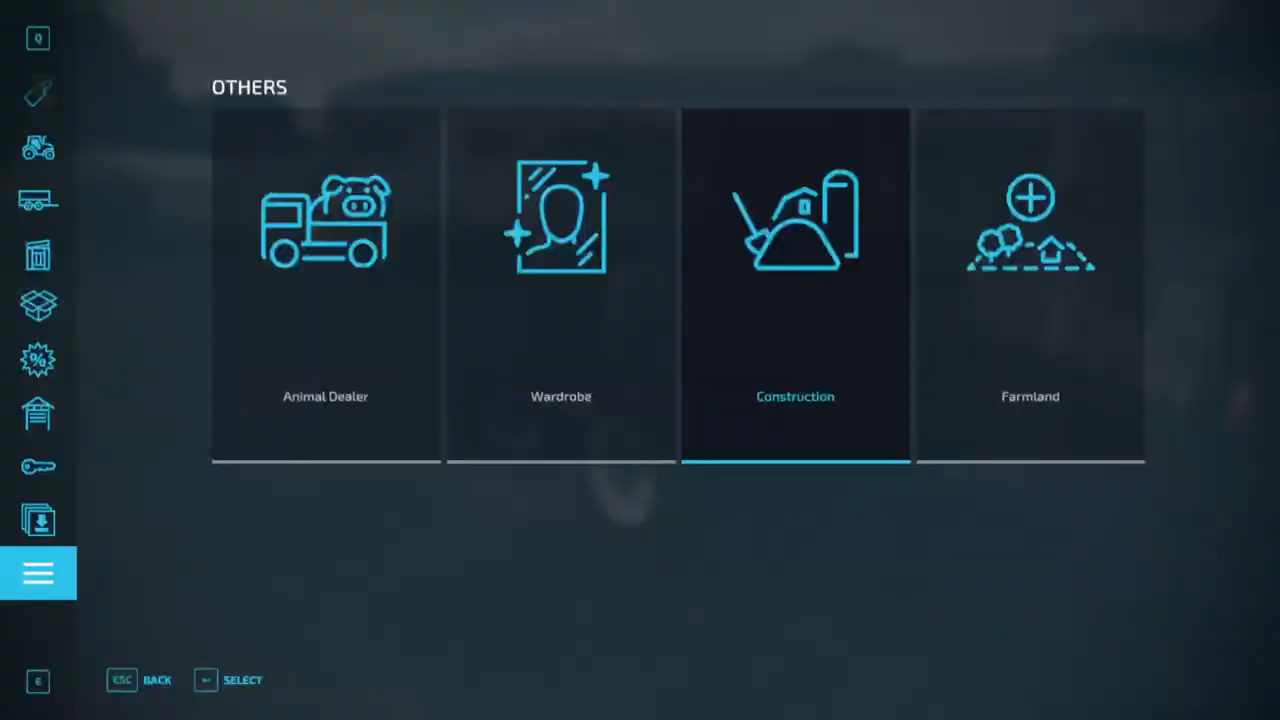 Q
OTHERS
%
Animal Dealer
Wardrobe
Construction
Farmland
E
ESC BACK
SELECT